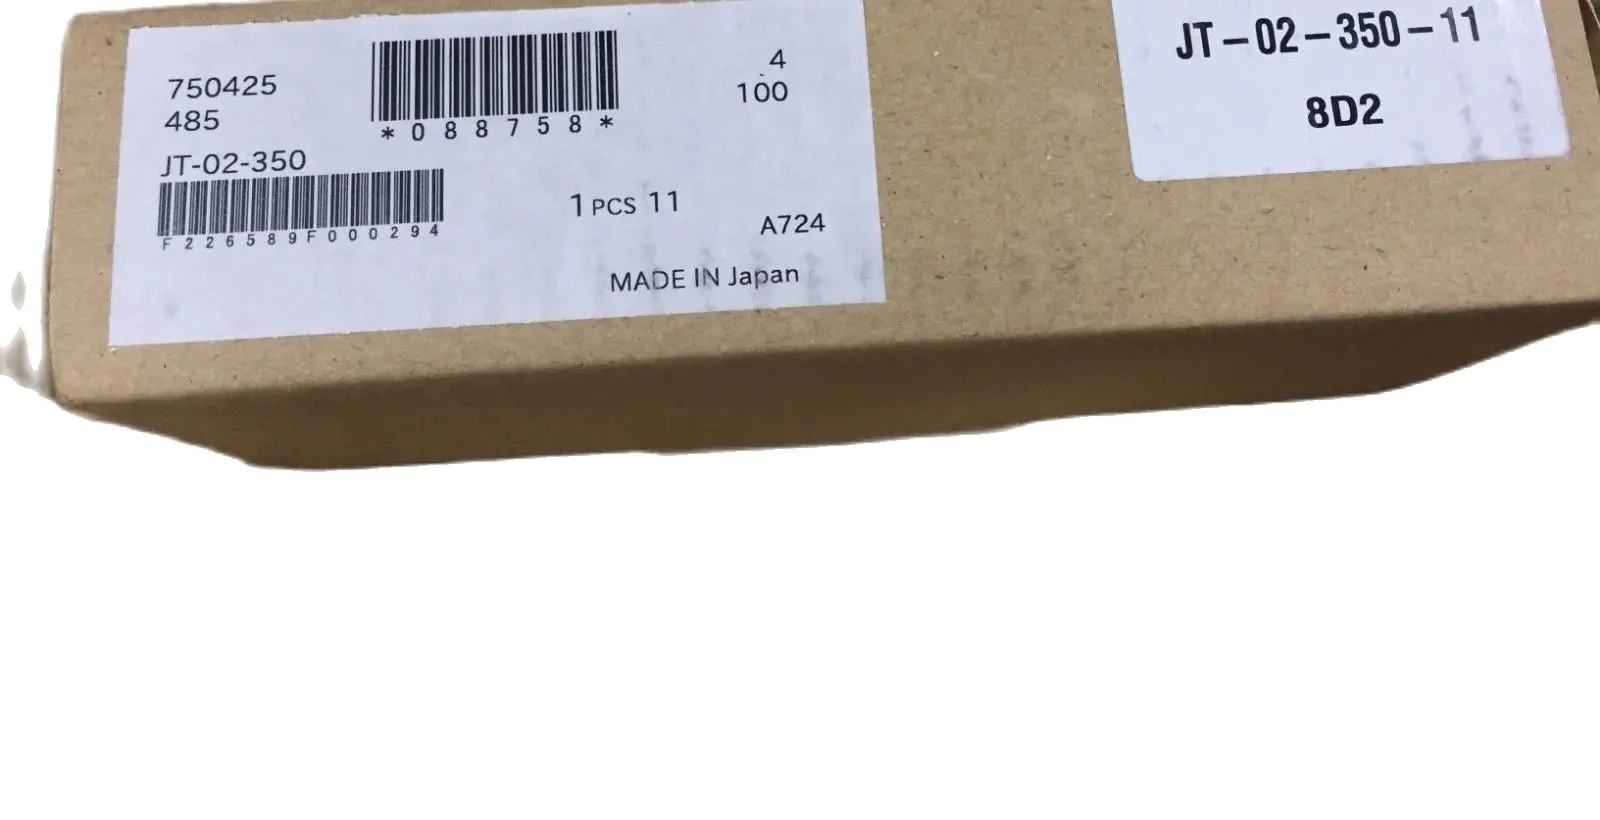 750425
485
*088758*
4
100
JT-02-350
F226589F000294
1 PCS 11
A724
MADE IN Japan
JT-02-350-11
8D2